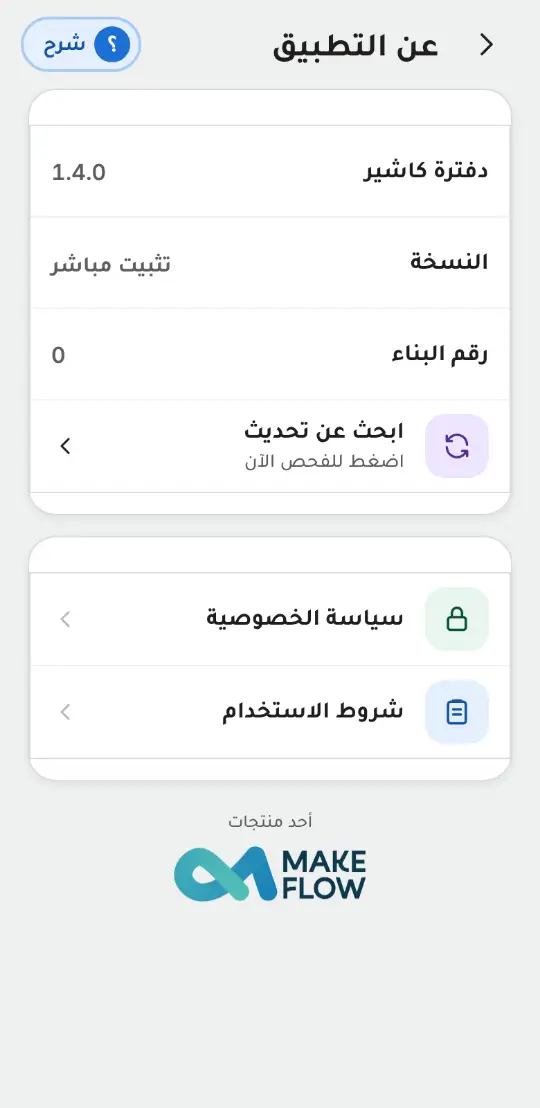 عن التطبيق
؟ شرح
دفترة كاشير 1.4.0
النسخة تثبيت مباشر
رقم البناء 0
ابحث عن تحديث
اضغط للفحص الآن
سياسة الخصوصية
شروط الاستخدام
أحد منتجات
MAKE
FLOW